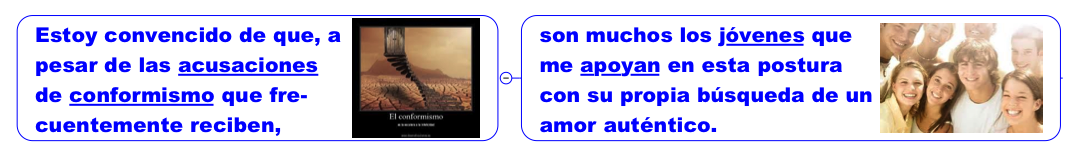 Estoy convencido de que, a
pesar de las acusaciones
de conformismo que fre-
cuentemente reciben,
El conformismo
son muchos los jóvenes que
me apoyan en esta postura
con su propia búsqueda de un
amor auténtico.